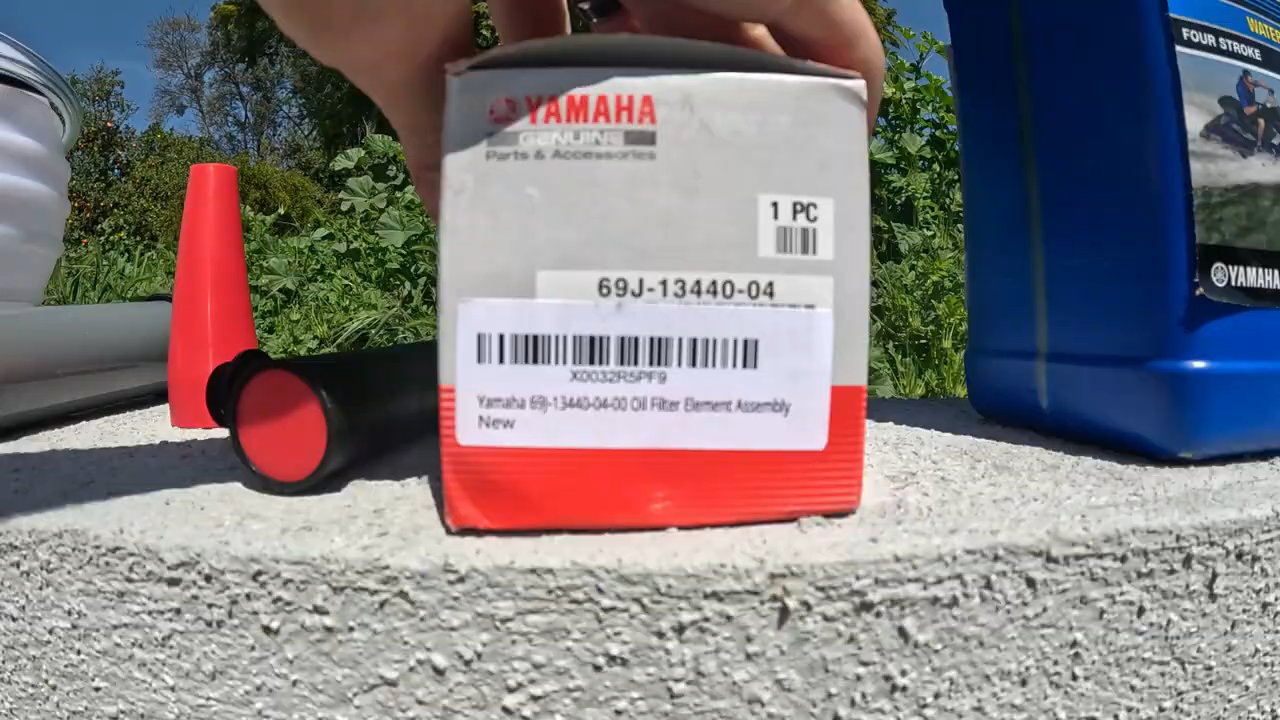 YAMAHA
GENUINE
Parts & Accessories
1 PC
69J-13440-04
X0032R5PF9
Yamaha 69J-13440-04-00 Oil Filter Element Assembly
New
WATER
FOUR STROKE
YAMAHA